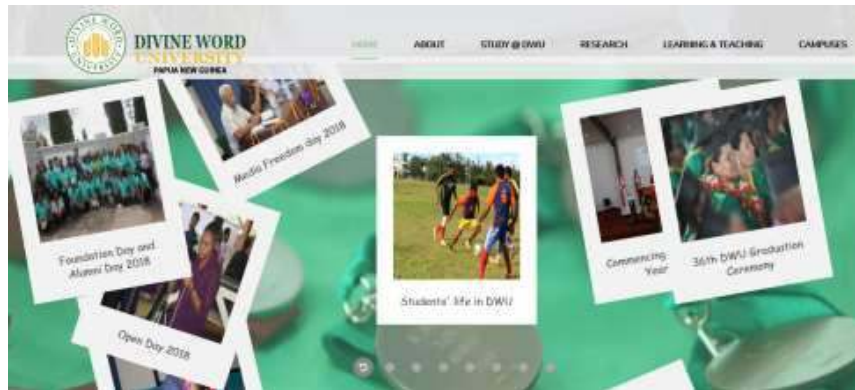 DIVINE WORD
UNIVERSITY
PAPUA NEW GUINEA
HOME
ABOUT
STUDY @ DWU
RESEARCH
LEARNING & TEACHING
CAMPUSES
Media Freedom day 2018
Foundation Day and
Alumni Day 2018
Open Day 2018
Students' life in DWU
Commencing
Year
36th DWU Graduation
Ceremony